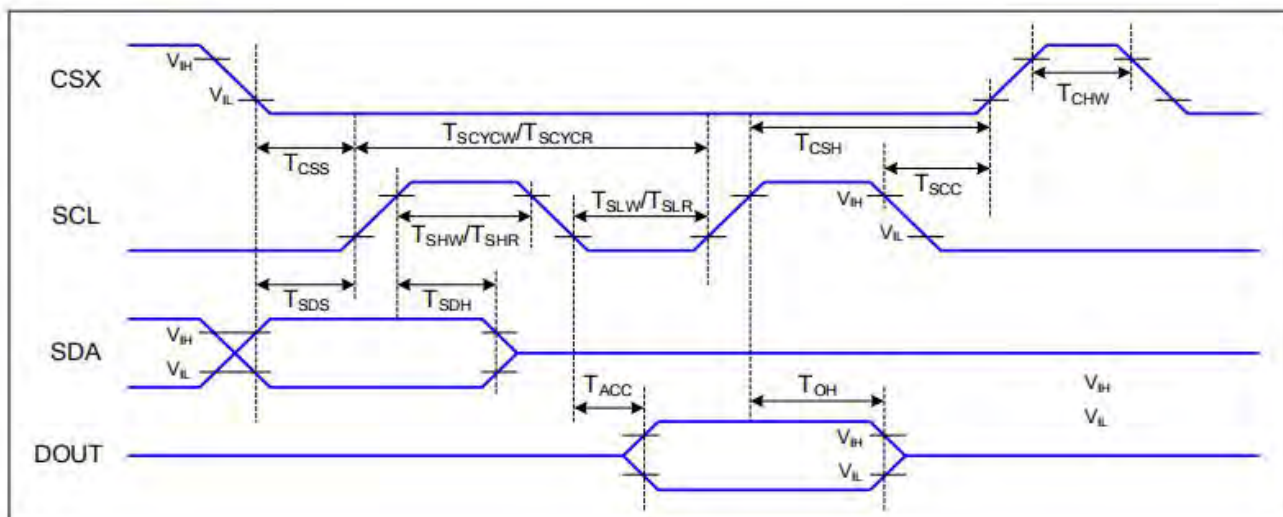 CSX
VIH
VIL
TCHW
TSCYCW/TSCYCR
TCSH
TCSS
TSCC
SCL
TSLW/TSLR
VIH
TSHW/TSHR
VIL
TSDS
TSDH
SDA
VIH
VIL
TACC
TOH
VIH
VIL
DOUT
VIH
VIL